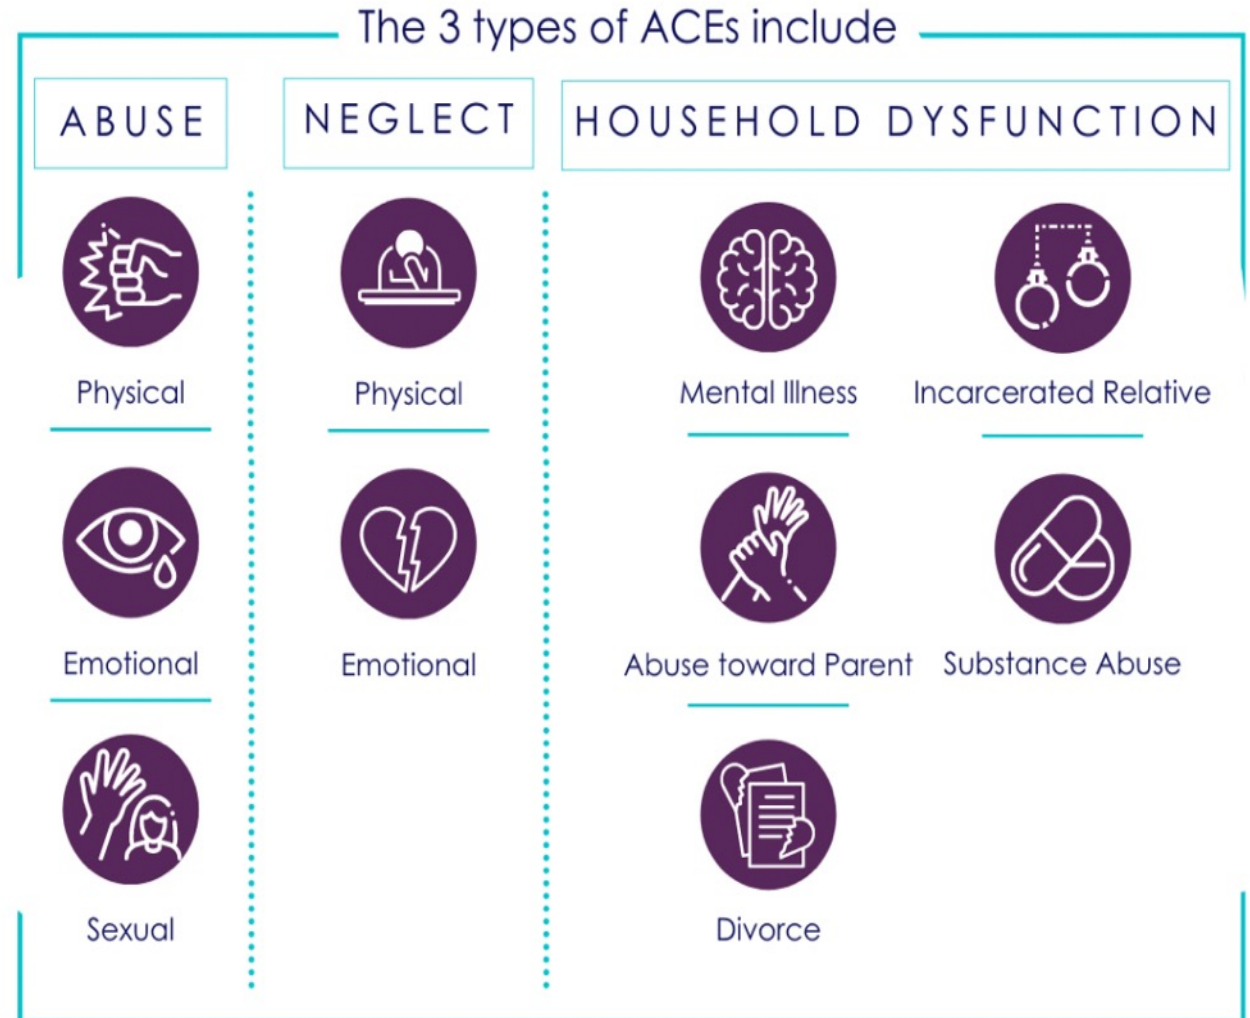 The 3 types of ACEs include
ABUSE
NEGLECT
HOUSEHOLD DYSFUNCTION
Physical
Physical
Mental Illness
Incarcerated Relative
Emotional
Emotional
Abuse toward Parent
Substance Abuse
Sexual
Divorce